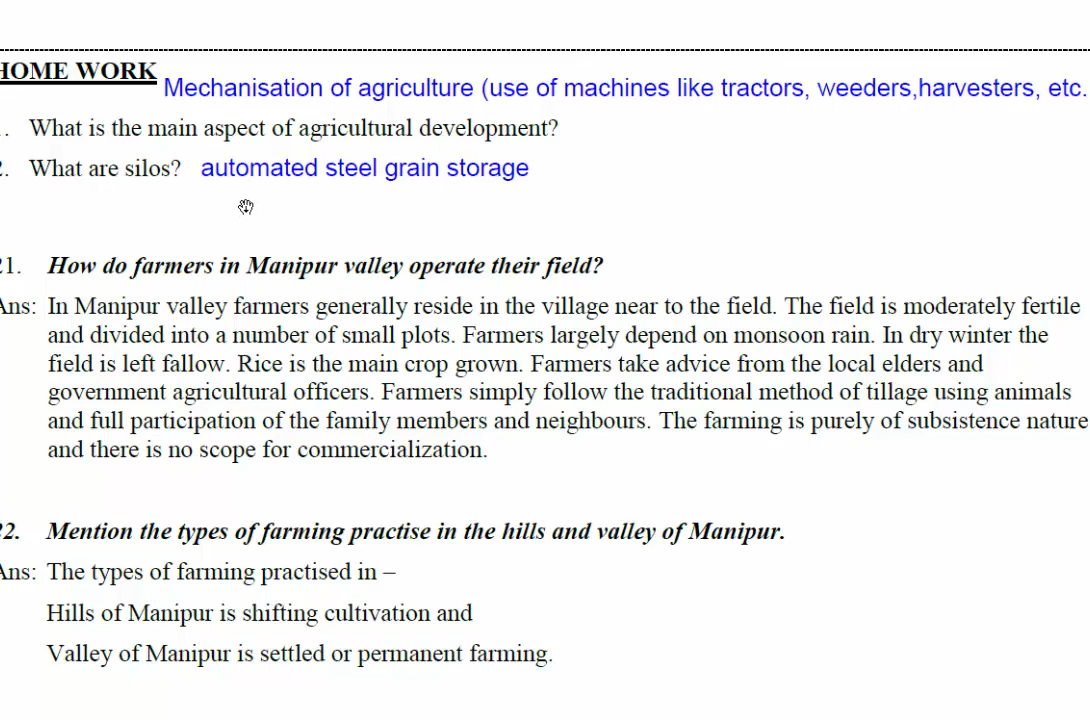 HOME WORK
Mechanisation of agriculture (use of machines like tractors, weeders,harvesters, etc.
. What is the main aspect of agricultural development?
2. What are silos? automated steel grain storage
21. How do farmers in Manipur valley operate their field?
Ans: In Manipur valley farmers generally reside in the village near to the field. The field is moderately fertile
and divided into a number of small plots. Farmers largely depend on monsoon rain. In dry winter the
field is left fallow. Rice is the main crop grown. Farmers take advice from the local elders and
government agricultural officers. Farmers simply follow the traditional method of tillage using animals
and full participation of the family members and neighbours. The farming is purely of subsistence nature
and there is no scope for commercialization.
22. Mention the types of farming practise in the hills and valley of Manipur.
Ans: The types of farming practised in –
Hills of Manipur is shifting cultivation and
Valley of Manipur is settled or permanent farming.